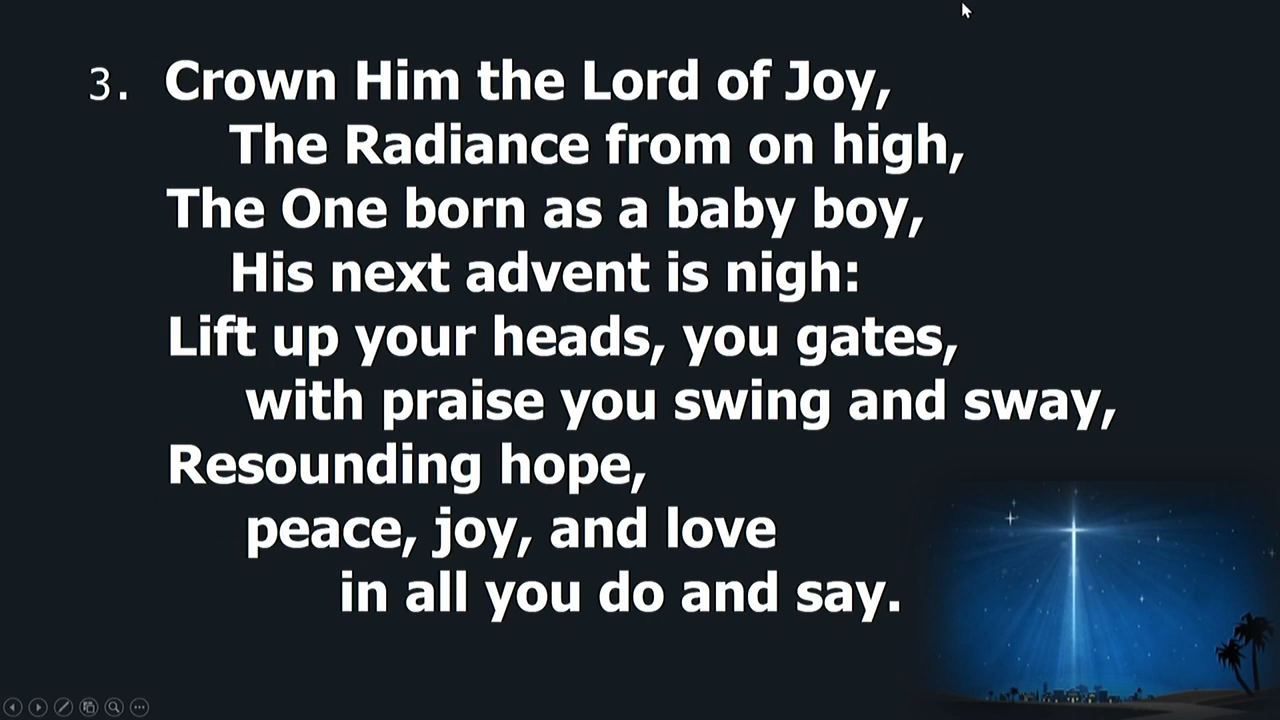 3. Crown Him the Lord of Joy,
The Radiance from on high,
The One born as a baby boy,
His next advent is nigh:
Lift up your heads, you gates,
with praise you swing and sway,
Resounding hope,
peace, joy, and love
in all you do and say.